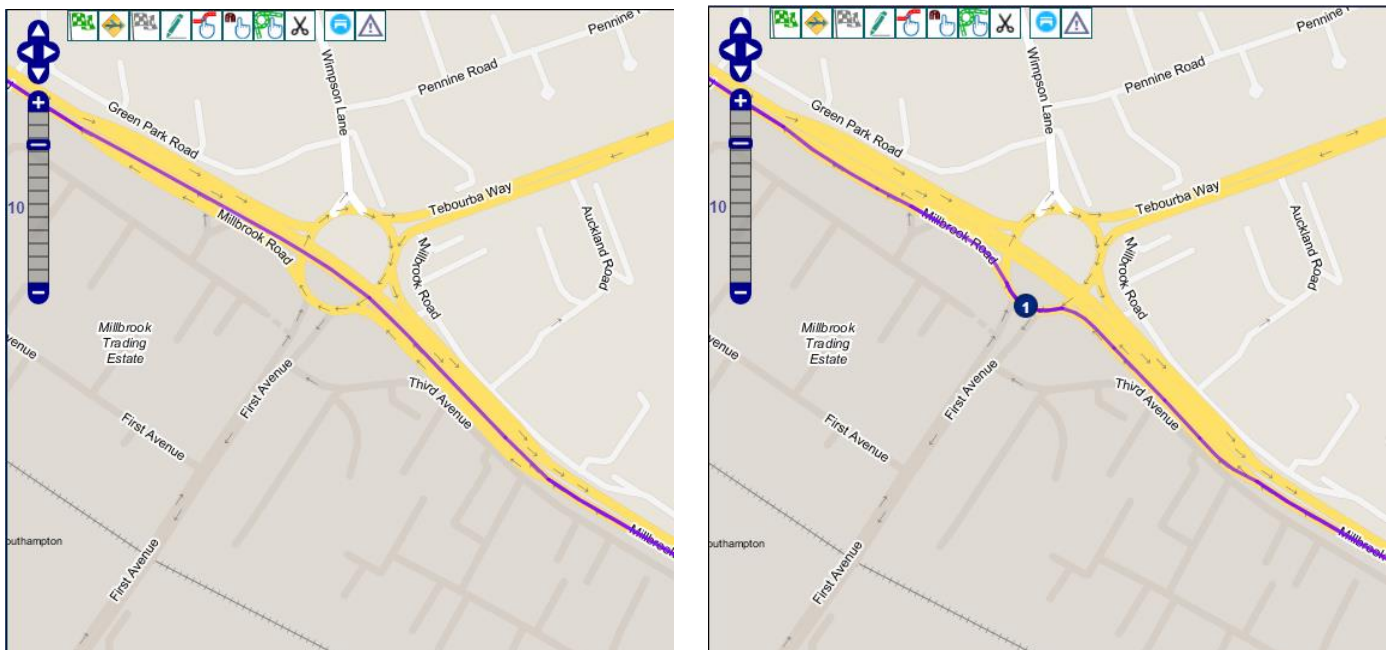 Wimpson Lane
Pennine Road
Penni
Green Park Road
Tebourba Way
Auckland Road
10
Millbrook Road
Millbrook Road
Millbrook
Trading
Estate
venue
First Avenue
Third Avenue
First Avenue
Millbrook
outhampton
First Avenue
Wimpson Lane
Pennine Road
Pennin
Green Park Road
Tebourba Way
Auckland Road
10
Millbrook Road
Millbrook Road
1
Millbrook
Trading
Estate
venue
First Avenue
Third Avenue
First Avenue
Millbrook
outhampton
First Avenue